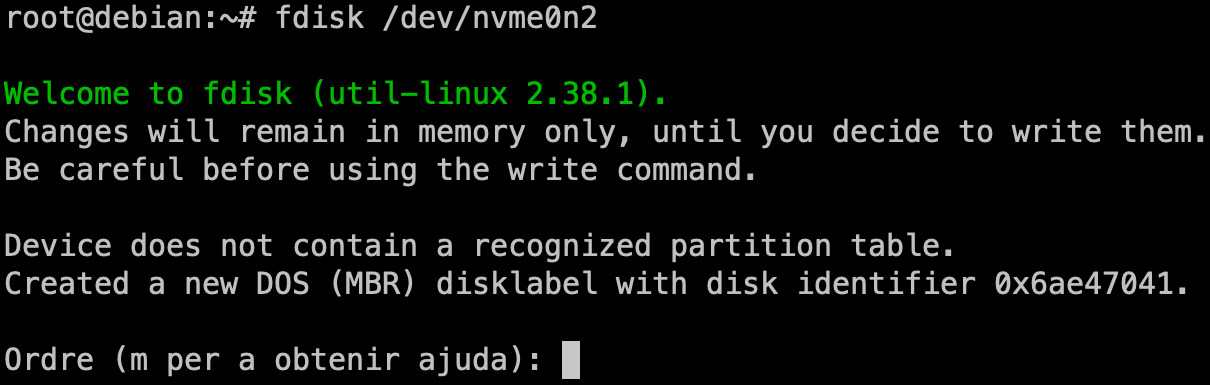 root@debian:~# fdisk /dev/nvme0n2
Welcome to fdisk (util-linux 2.38.1).
Changes will remain in memory only, until you decide to write them.
Be careful before using the write command.
Device does not contain a recognized partition table.
Created a new DOS (MBR) disklabel with disk identifier 0x6ae47041.
Ordre (m per a obtenir ajuda):